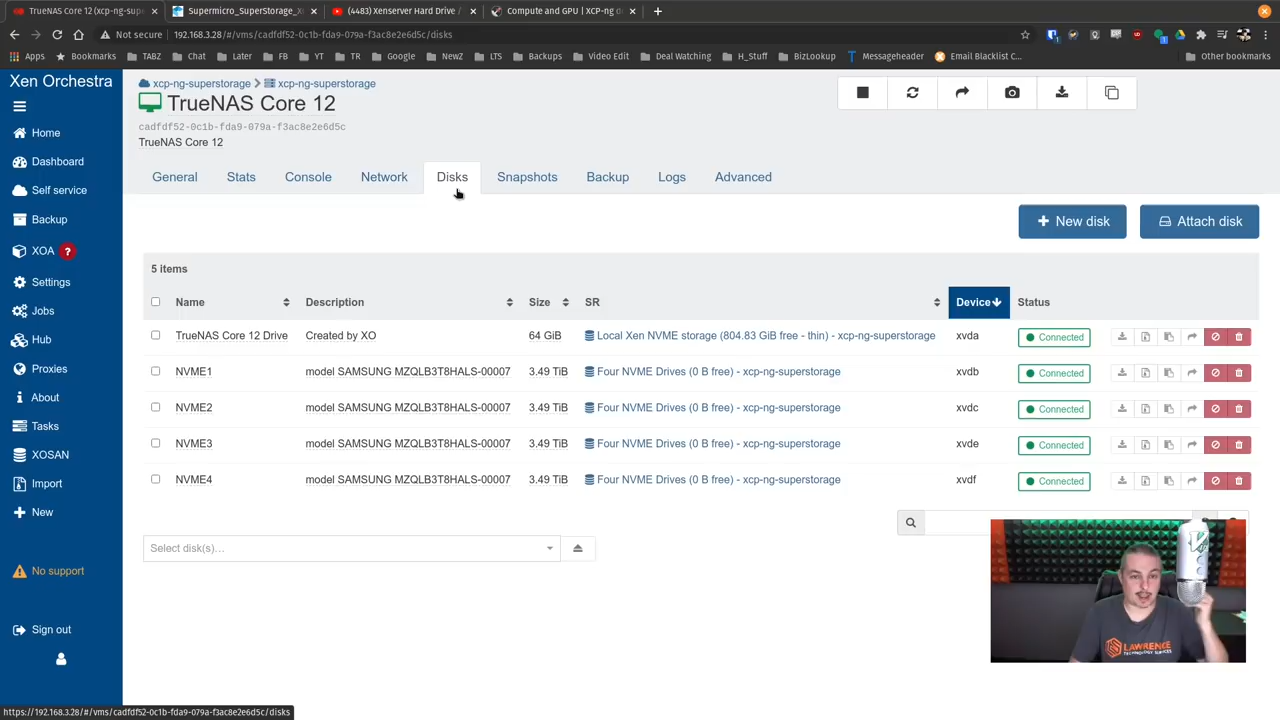 TrueNAS Core 12 (xcp-ng-supe
Supermicro_SuperStorage_X
(4483) Xenserver Hard Drive /
Compute and GPU | XCP-ng d
Not secure | 192.168.3.28/#/vms/cadfdf52-0c1b-fda9-079a-f3ac8e2e6d5c/disks
Apps
Bookmarks
TABZ
Chat
Later
FB
YT
TR
Google
NewZ
LTS
Backups
Video Edit
Deal Watching
H_Stuff
BizLookup
Messageheader
Email Blacklist C...
Other bookmarks
Xen Orchestra
Home
Dashboard
Self service
Backup
XOA ?
Settings
Jobs
Hub
Proxies
About
Tasks
XOSAN
Import
New
No support
Sign out
xcp-ng-superstorage
xcp-ng-superstorage
TrueNAS Core 12
cadfdf52-0c1b-fda9-079a-f3ac8e2e6d5c
TrueNAS Core 12
General Stats Console Network Disks Snapshots Backup Logs Advanced
New disk Attach disk
5 items
Name Description Size SR Device Status
TrueNAS Core 12 Drive Created by XO 64 GiB Local Xen NVME storage (804.83 GiB free - thin) - xcp-ng-superstorage xvda Connected
NVME1 model SAMSUNG MZQLB3T8HALS-00007 3.49 TiB Four NVME Drives (0 B free) - xcp-ng-superstorage xvdb Connected
NVME2 model SAMSUNG MZQLB3T8HALS-00007 3.49 TiB Four NVME Drives (0 B free) - xcp-ng-superstorage xvdc Connected
NVME3 model SAMSUNG MZQLB3T8HALS-00007 3.49 TiB Four NVME Drives (0 B free) - xcp-ng-superstorage xvde Connected
NVME4 model SAMSUNG MZQLB3T8HALS-00007 3.49 TiB Four NVME Drives (0 B free) - xcp-ng-superstorage xvdf Connected
Select disk(s)...
LAWRENCE
TECHNOLOGY SERVICES
https://192.168.3.28/#/vms/cadfdf52-0c1b-fda9-079a-f3ac8e2e6d5c/disks